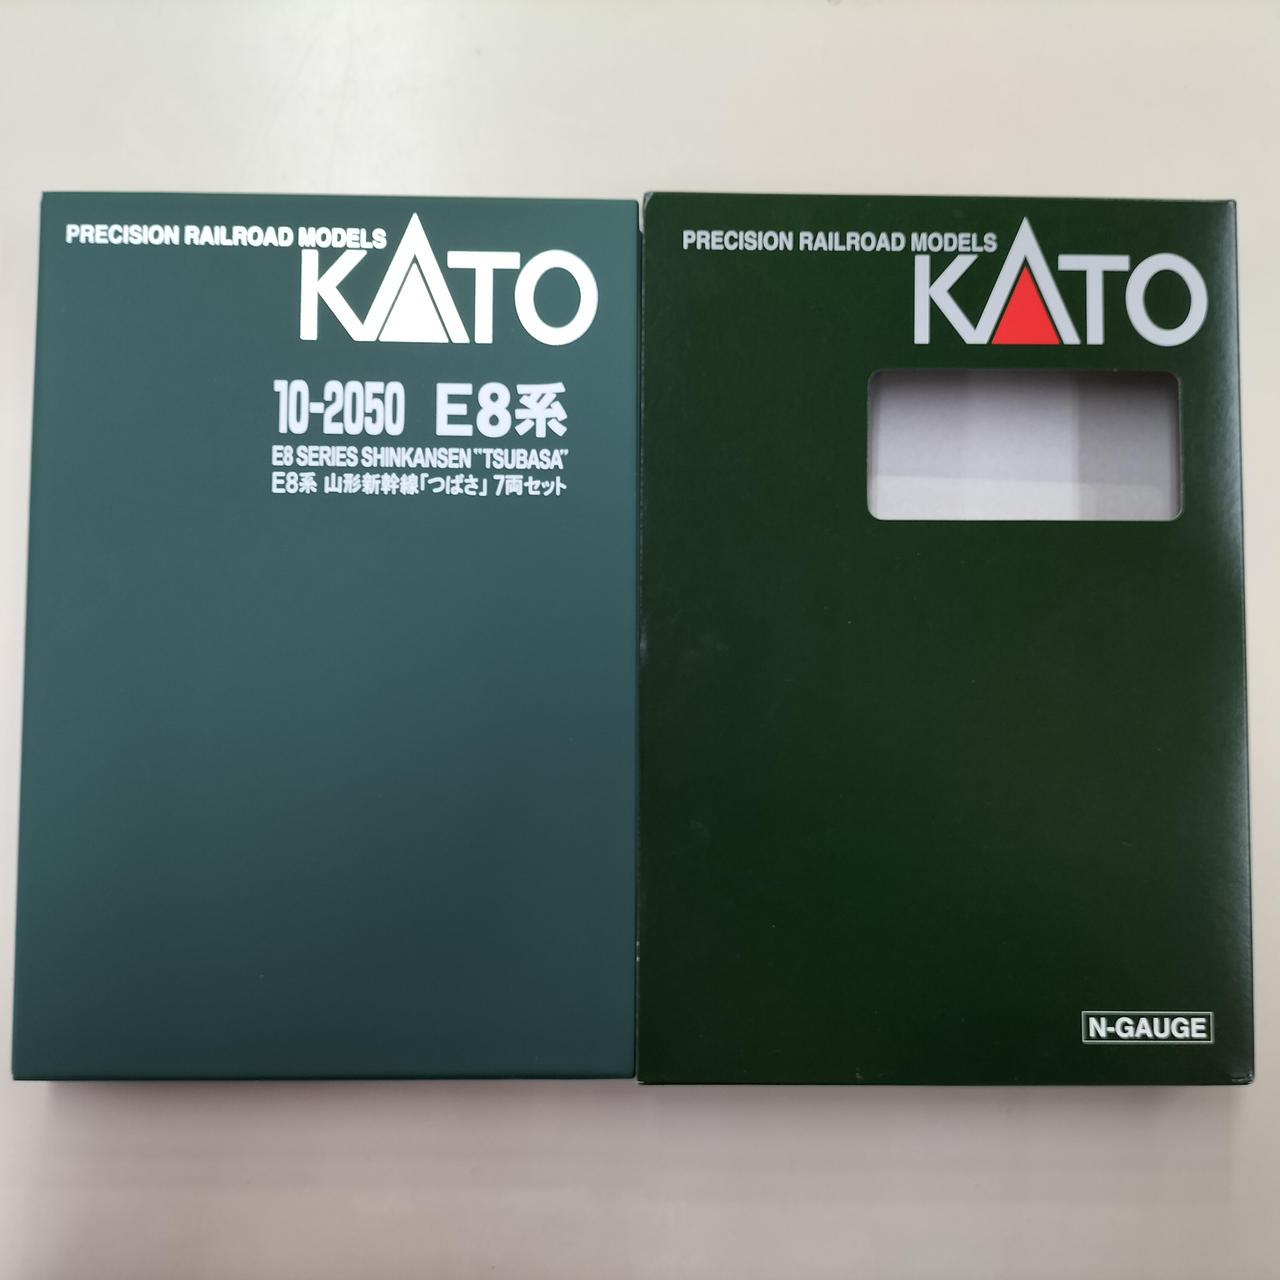 PRECISION RAILROAD MODELS
KATO
10-2050 E8系
E8 SERIES SHINKANSEN "TSUBASA"
E8系 山形新幹線「つばさ」7両セット
PRECISION RAILROAD MODELS
KATO
N-GAUGE